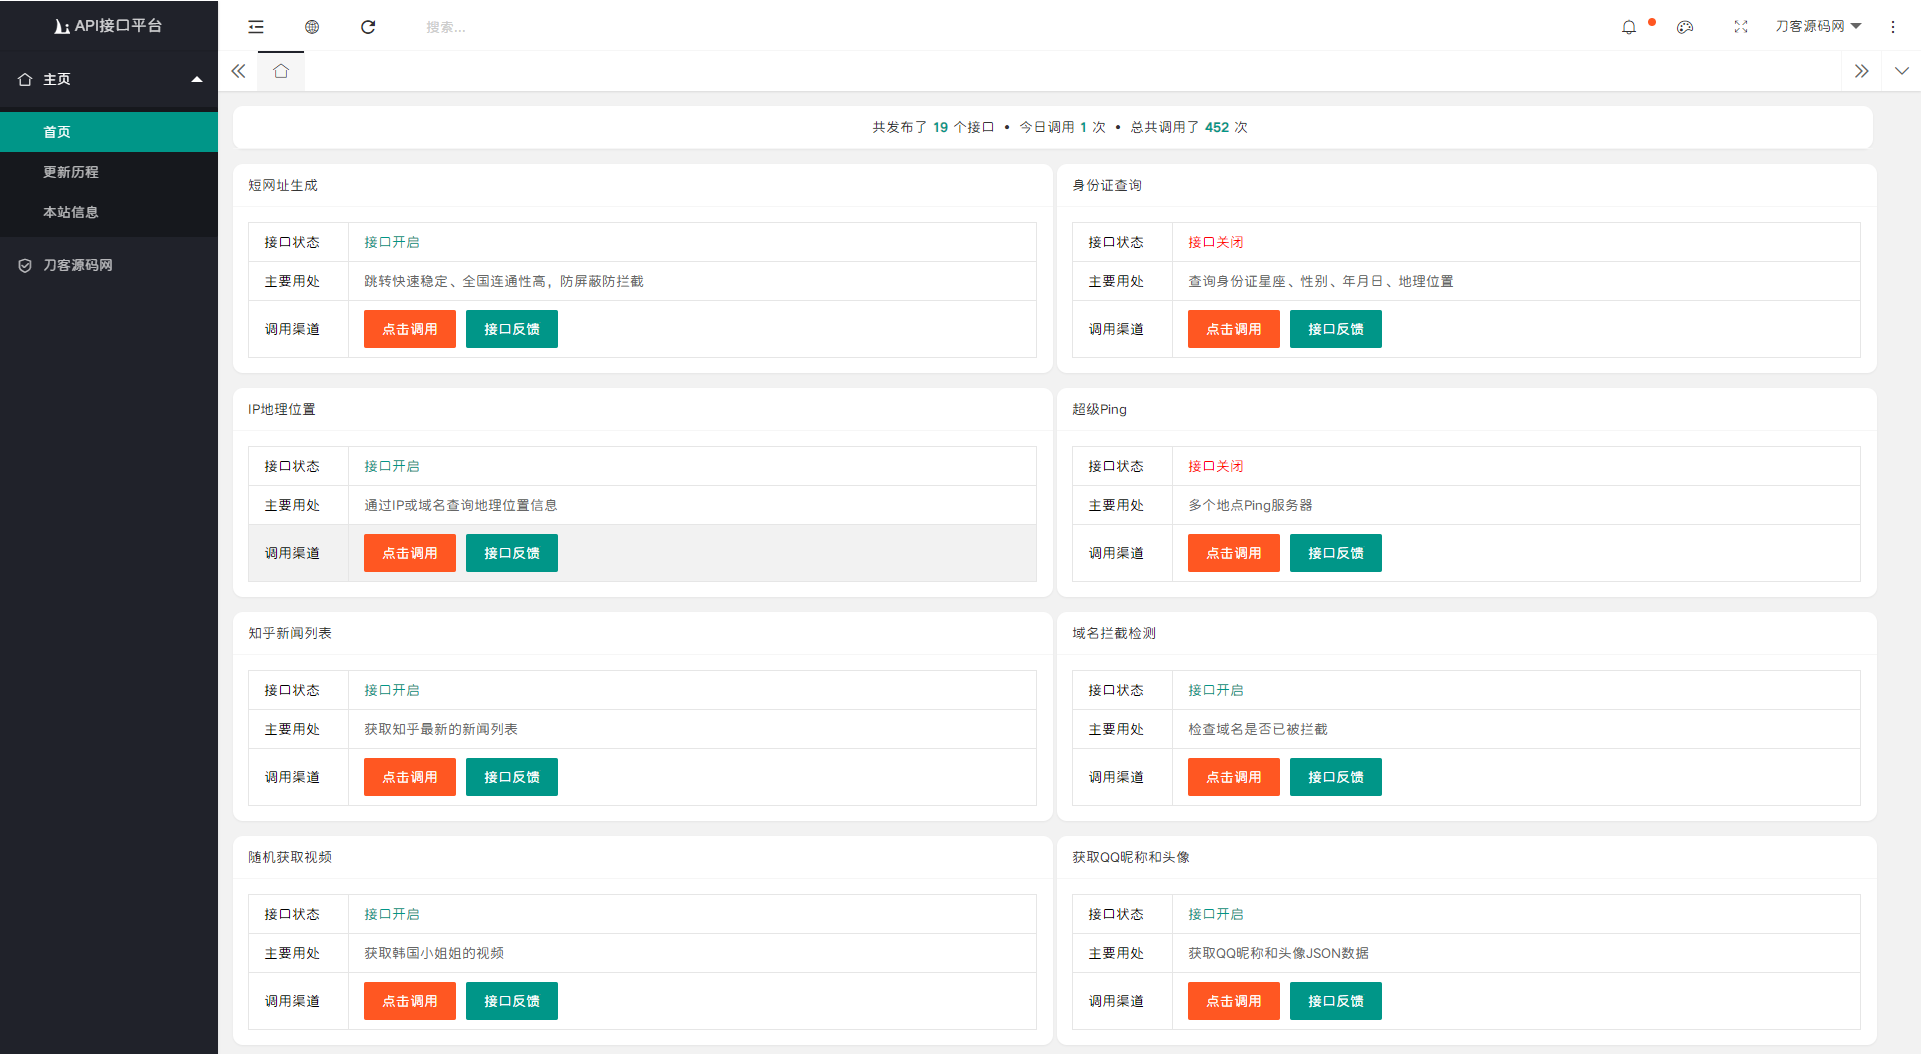 API接口平台
搜索...
刀客源码网
主页
首页
更新历程
本站信息
刀客源码网
共发布了 19 个接口 • 今日调用 1 次 • 总共调用了 452 次
短网址生成
接口状态 接口开启
主要用处 跳转快速稳定、全国连通性高，防屏蔽防拦截
调用渠道 点击调用 接口反馈
身份证查询
接口状态 接口关闭
主要用处 查询身份证星座、性别、年月日、地理位置
调用渠道 点击调用 接口反馈
IP地理位置
接口状态 接口开启
主要用处 通过IP或域名查询地理位置信息
调用渠道 点击调用 接口反馈
超级Ping
接口状态 接口关闭
主要用处 多个地点Ping服务器
调用渠道 点击调用 接口反馈
知乎新闻列表
接口状态 接口开启
主要用处 获取知乎最新的新闻列表
调用渠道 点击调用 接口反馈
域名拦截检测
接口状态 接口开启
主要用处 检查域名是否已被拦截
调用渠道 点击调用 接口反馈
随机获取视频
接口状态 接口开启
主要用处 获取韩国小姐姐的视频
调用渠道 点击调用 接口反馈
获取QQ昵称和头像
接口状态 接口开启
主要用处 获取QQ昵称和头像JSON数据
调用渠道 点击调用 接口反馈